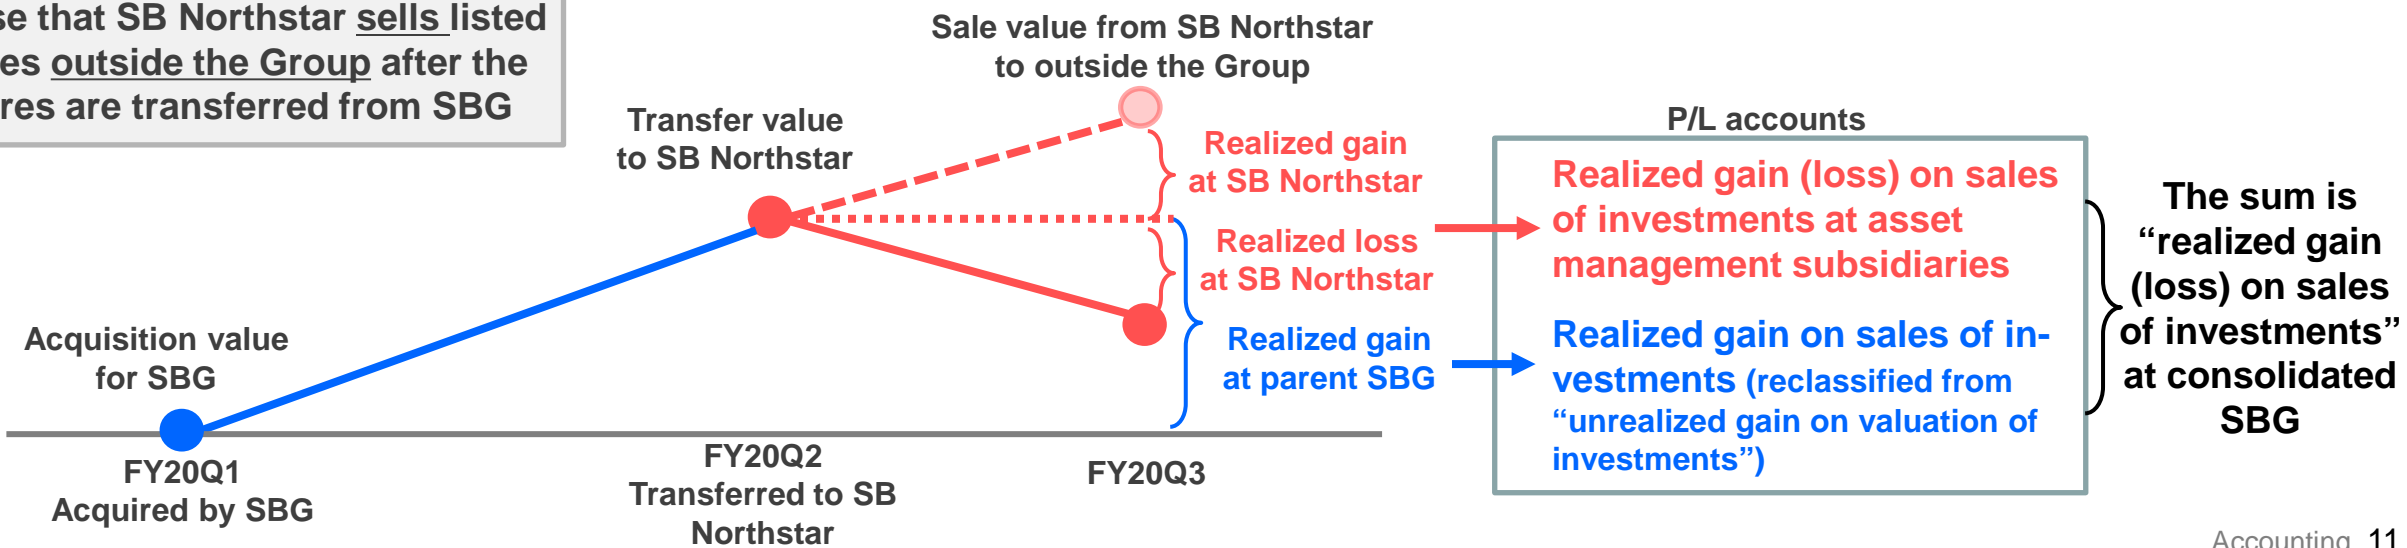 se that SB Northstar sells listed
es outside the Group after the
res are transferred from SBG
Sale value from SB Northstar
to outside the Group
Transfer value
to SB Northstar
Realized gain
at SB Northstar
Realized loss
at SB Northstar
Realized gain
at parent SBG
Acquisition value
for SBG
FY20Q1
Acquired by SBG
FY20Q2
Transferred to SB
Northstar
FY20Q3
P/L accounts
Realized gain (loss) on sales
of investments at asset
management subsidiaries
Realized gain on sales of in-
vestments (reclassified from
“unrealized gain on valuation of
investments”)
The sum is
“realized gain
(loss) on sales
of investments”
at consolidated
SBG
Accounting 11